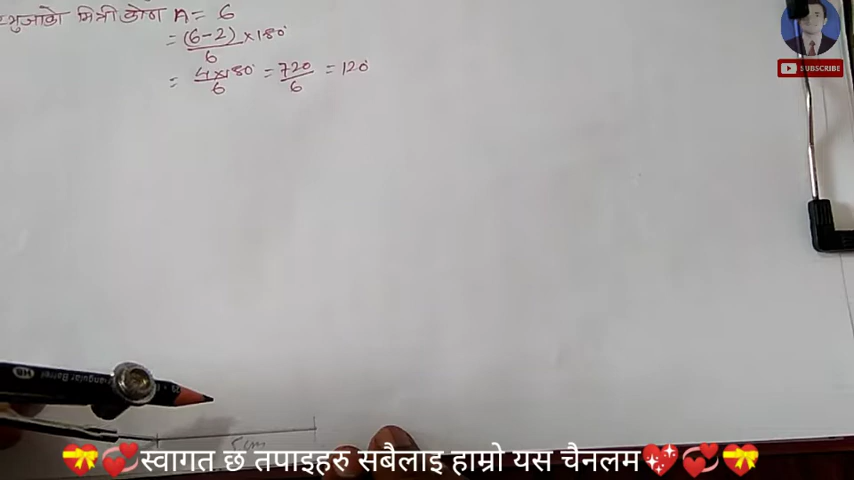 भुजाको भित्री कोण A = 6
= (6-2)/6 ×180°
= 4×180°/6 = 720/6 = 120°
SUBSCRIBE
HB
5cm
स्वागत छ तपाइहरु सबैलाइ हाम्रो यस चैनलम